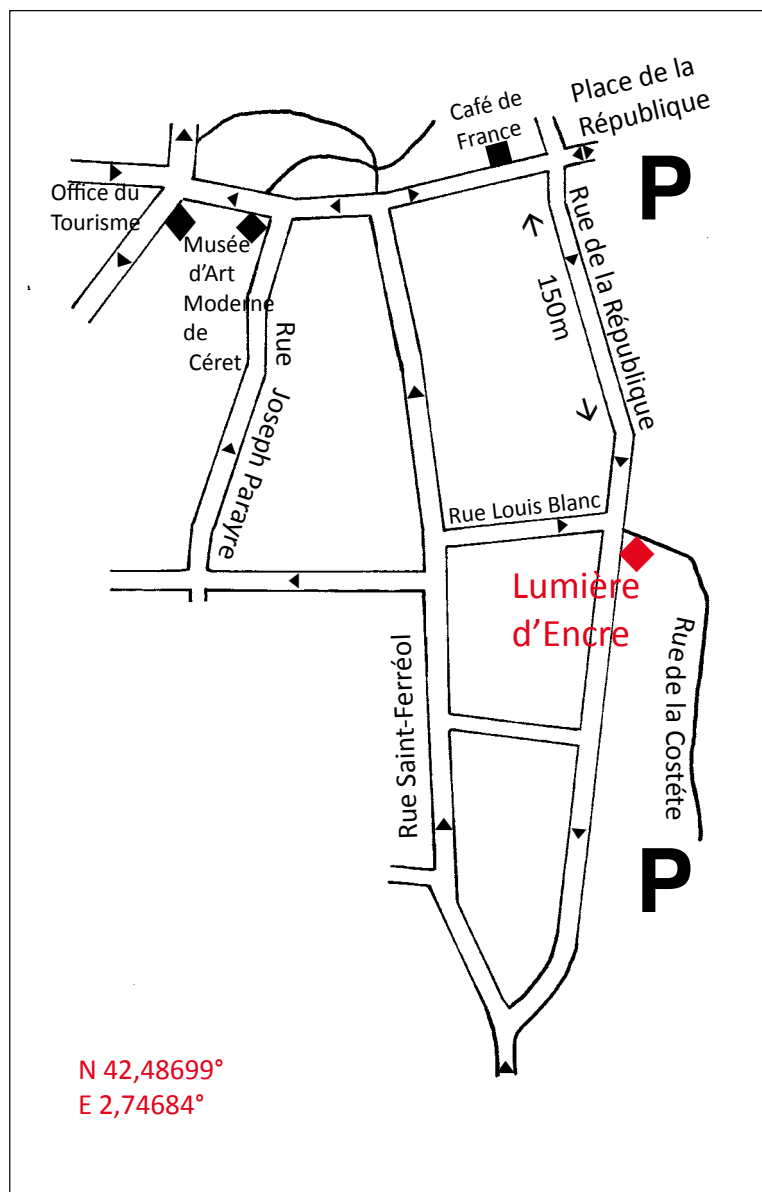 Place de la
République
Café de
France
P
Office du
Tourisme
Musée
d'Art
Moderne
de
Céret
Rue de la République
150m
Rue Joseph Parayre
Rue Louis Blanc
Lumière
d'Encre
Rue de la Costéte
Rue Saint-Ferréol
P
N 42,48699°
E 2,74684°